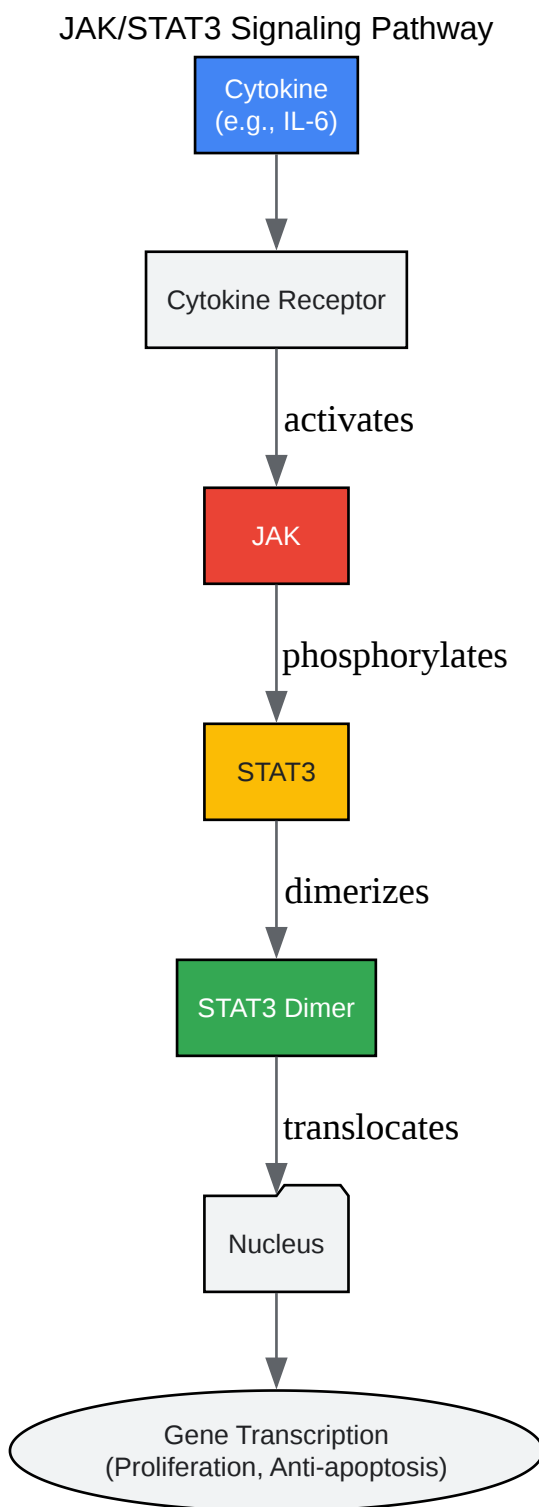 JAK/STAT3 Signaling Pathway
Cytokine
(e.g., IL-6)
Cytokine Receptor
activates
JAK
phosphorylates
STAT3
dimerizes
STAT3 Dimer
translocates
Nucleus
Gene Transcription
(Proliferation, Anti-apoptosis)